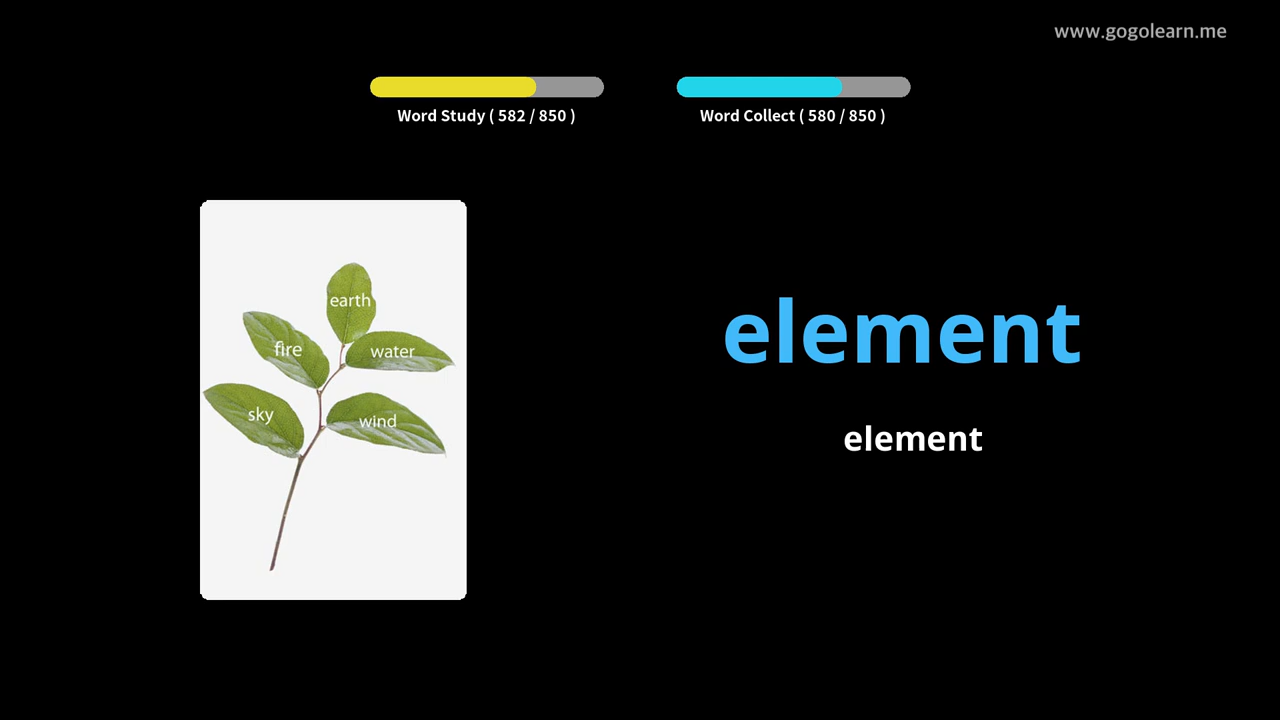 www.gogolearn.me
Word Study ( 582 / 850 )
Word Collect ( 580 / 850 )
earth
fire
water
sky
wind
element
element